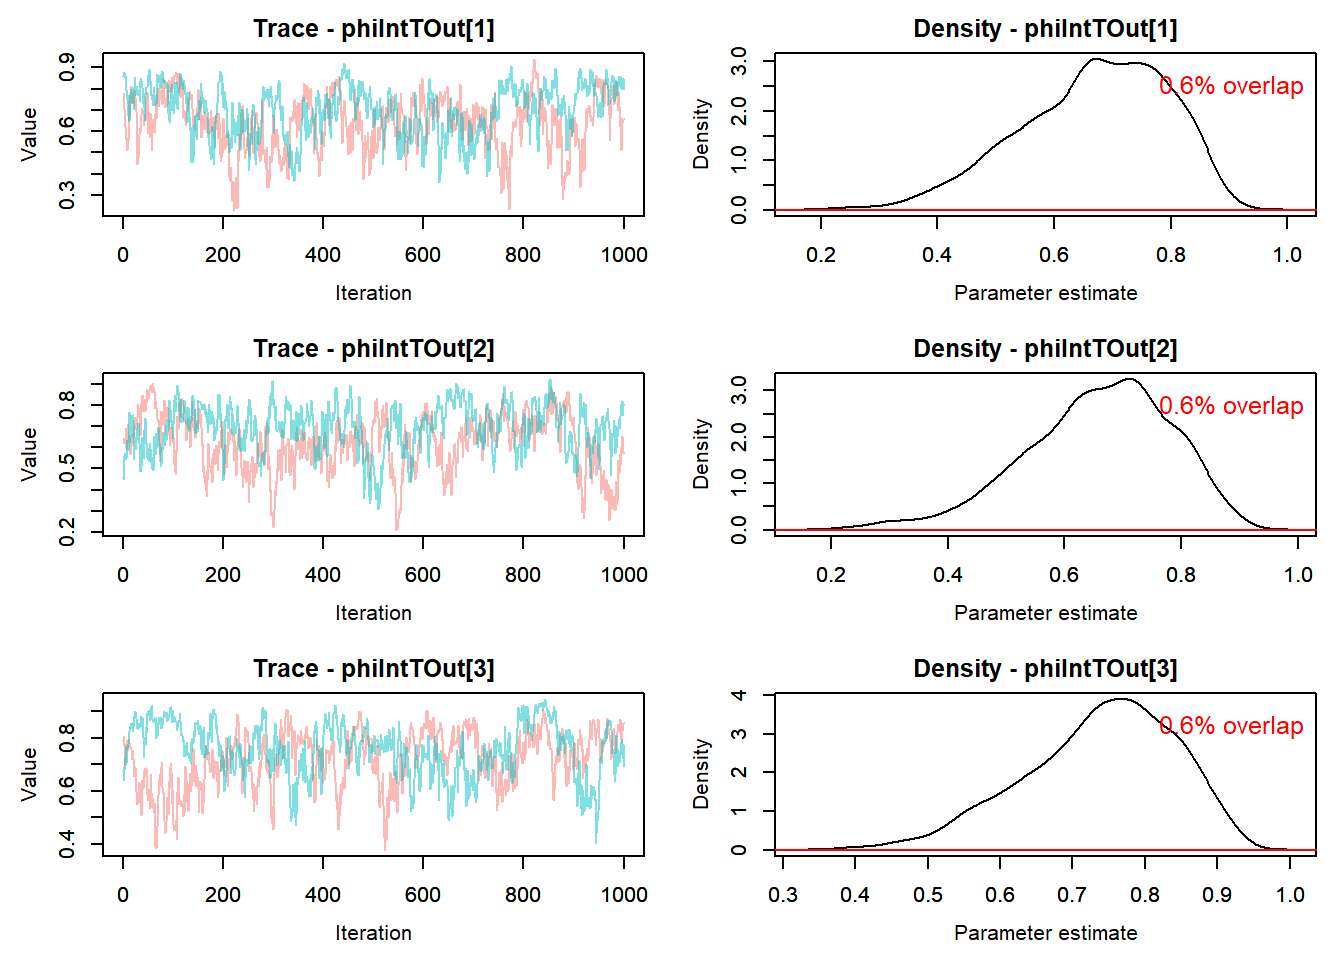 Trace - phiIntTOut[1]
Value
0.3 0.6 0.9
0 200 400 600 800 1000
Iteration
Density - phiIntTOut[1]
Density
0.0 1.0 2.0 3.0
0.6% overlap
0.2 0.4 0.6 0.8 1.0
Parameter estimate
Trace - phiIntTOut[2]
Value
0.2 0.5 0.8
0 200 400 600 800 1000
Iteration
Density - phiIntTOut[2]
Density
0.0 1.0 2.0 3.0
0.6% overlap
0.2 0.4 0.6 0.8 1.0
Parameter estimate
Trace - phiIntTOut[3]
Value
0.4 0.6 0.8
0 200 400 600 800 1000
Iteration
Density - phiIntTOut[3]
Density
0 1 2 3 4
0.6% overlap
0.3 0.4 0.5 0.6 0.7 0.8 0.9 1.0
Parameter estimate